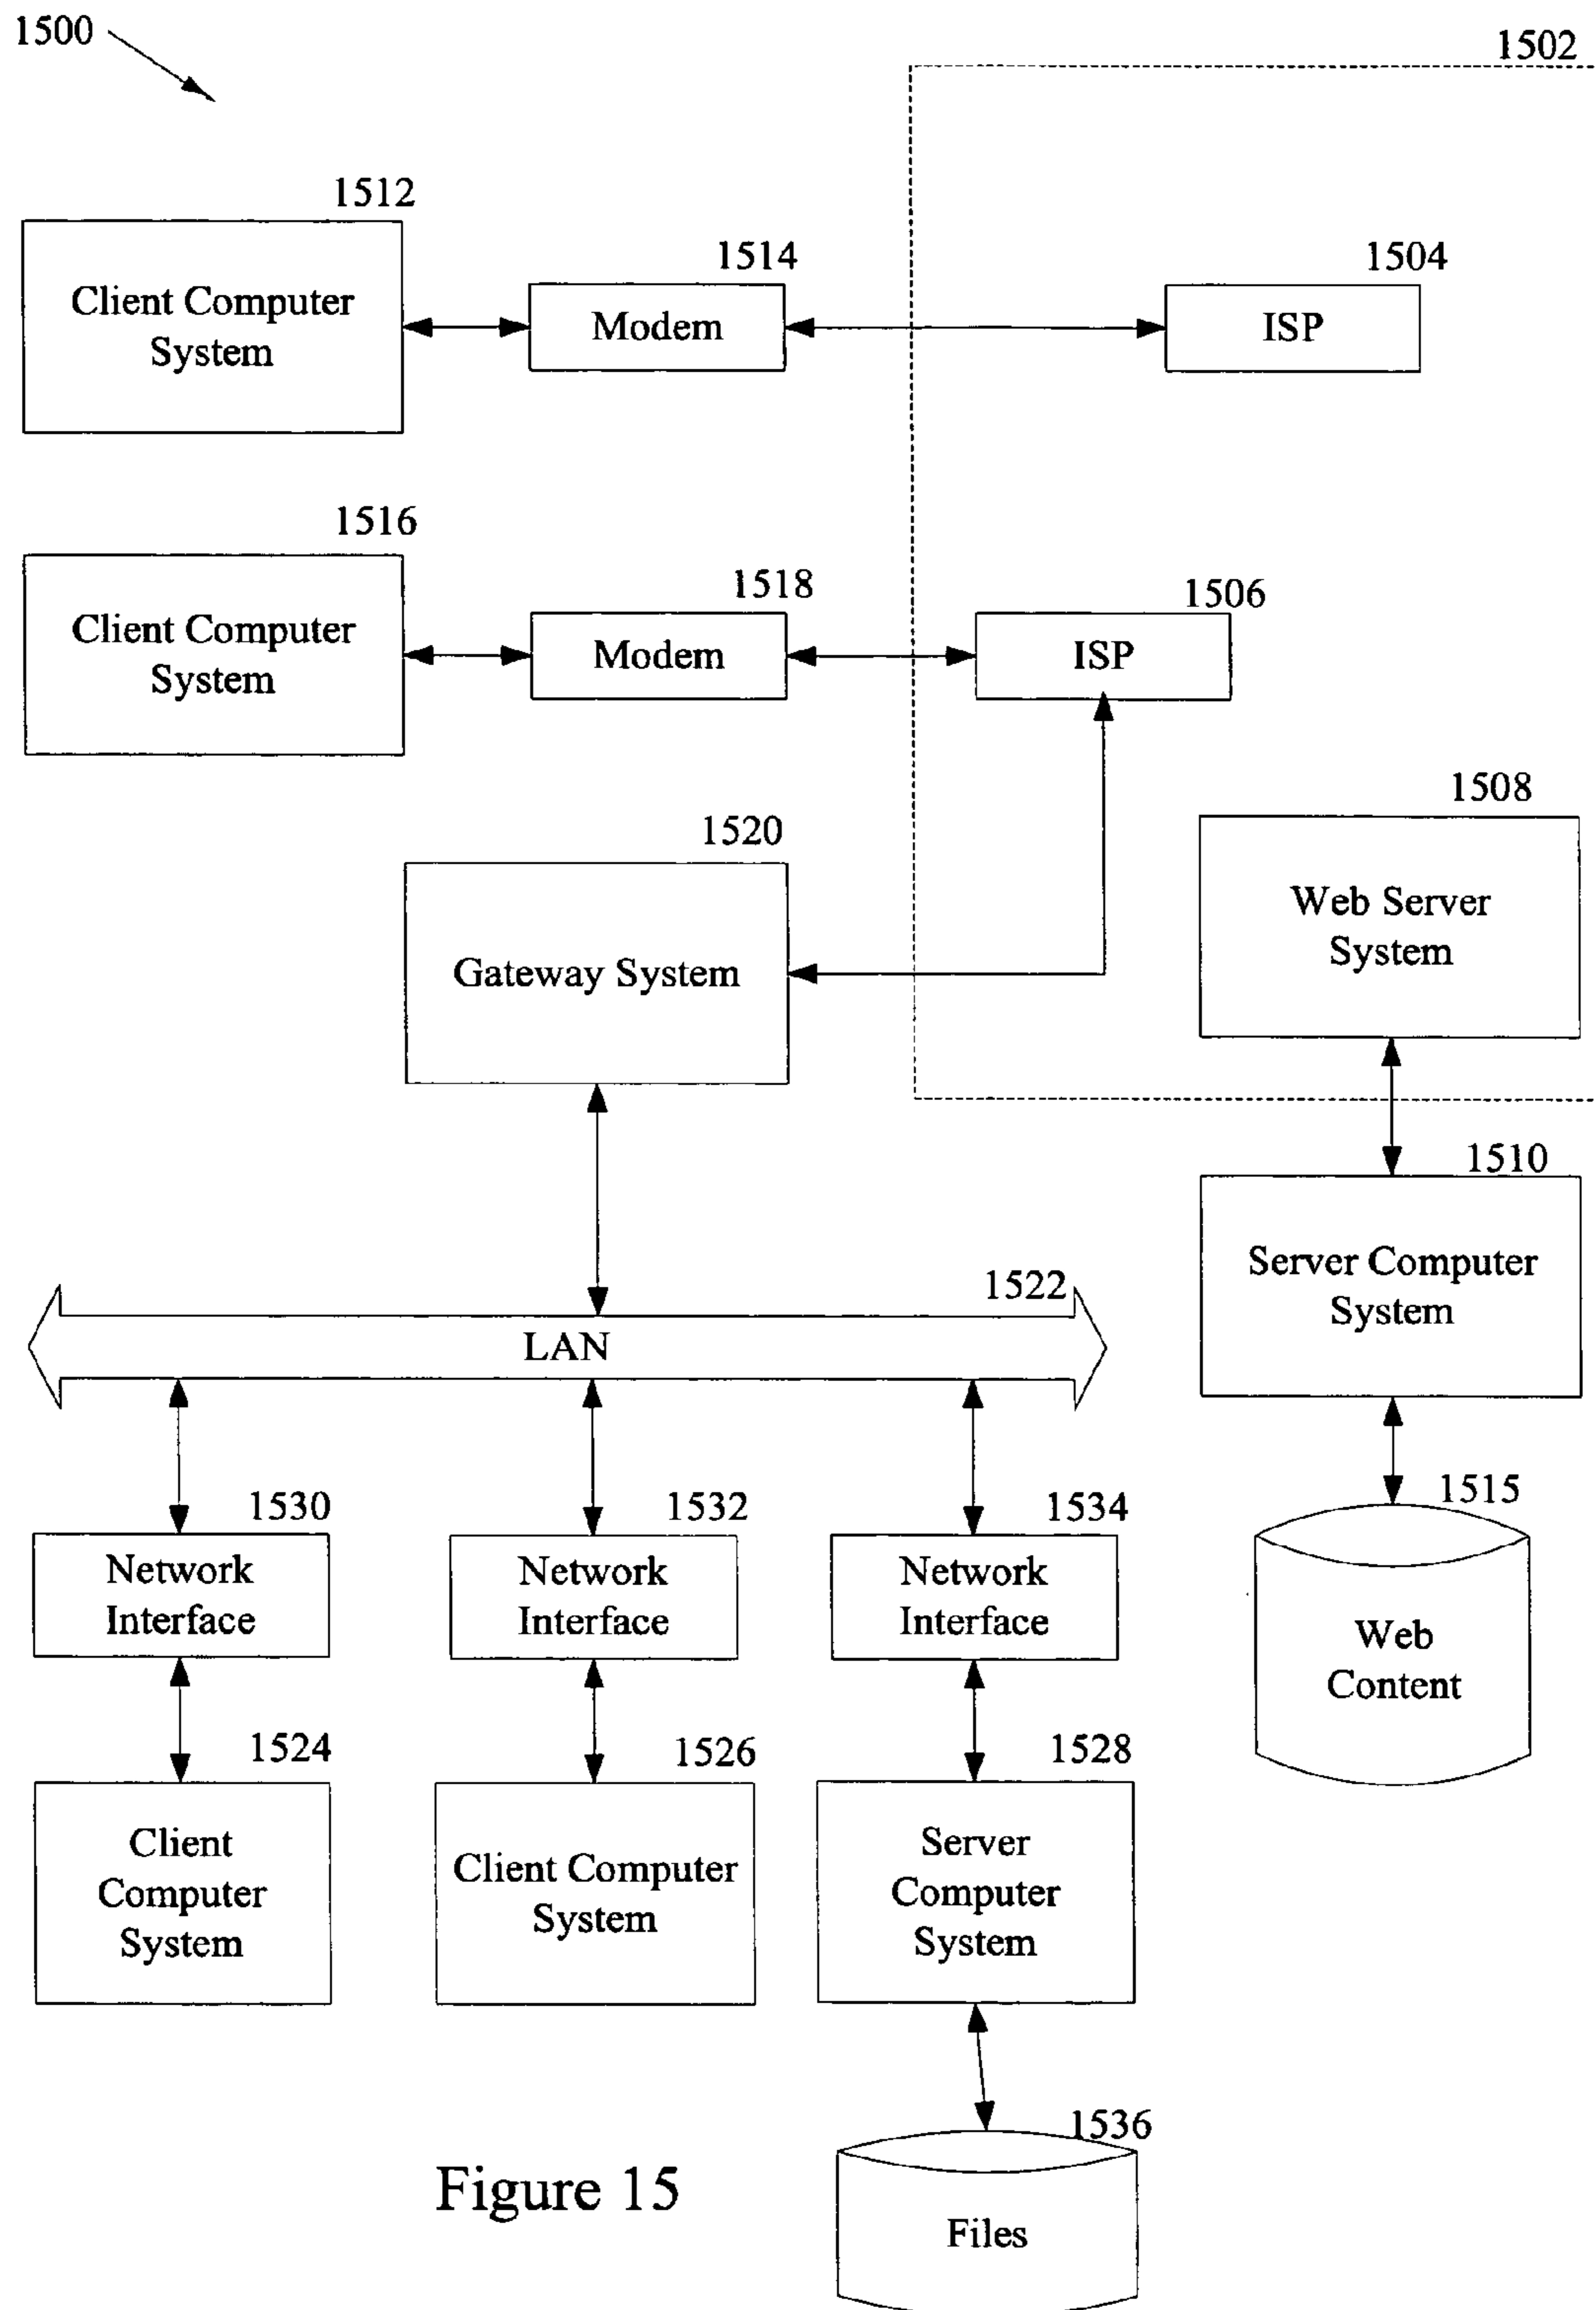 1500
1502
1512
Client Computer
System
1514
Modem
1504
ISP
1516
Client Computer
System
1518
Modem
1506
ISP
1508
Web Server
System
1520
Gateway System
1510
Server Computer
System
1522
LAN
1515
Web
Content
1530
Network
Interface
1532
Network
Interface
1534
Network
Interface
1524
Client
Computer
System
1526
Client Computer
System
1528
Server
Computer
System
1536
Files
Figure 15